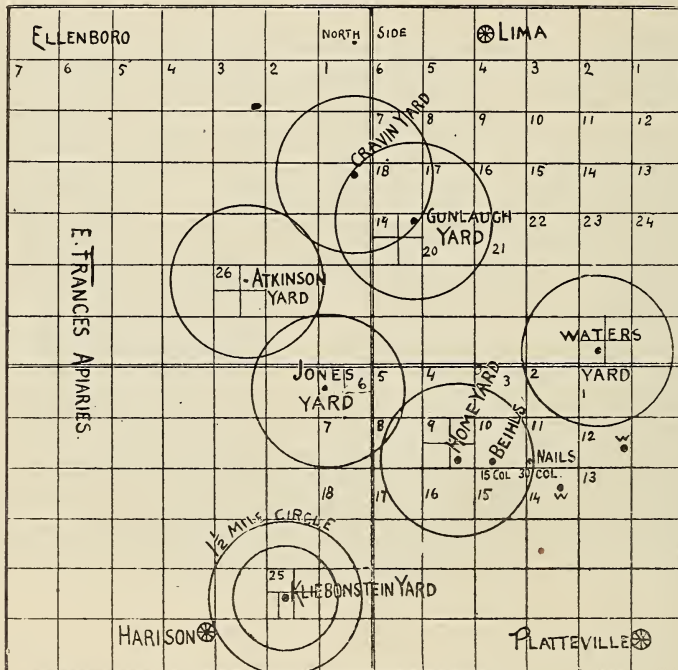 ELLENBORO NORTH SIDE LIMA
7 6 5 4 3 2 1 6 5 4 3 2 1
7 8 9 10 11 12
CRAVIN YARD
18 17 16 15 14 13
GUNLAUGH
YARD
19 22 23 24
20 21
26 ATKINSON
YARD
E. FRANCES APIARIES.
WATERS
YARD
JONES
YARD
6 5 4 3 2 1
HOME YARD
BEIHLS
7 8 9 10 11 12
W
NAILS
15 COL 30 COL.
18 17 16 15 14 13
W
1½ MILE CIRCLE
25
KLIEBONSTEIN YARD
HARISON
PLATTEVILLE